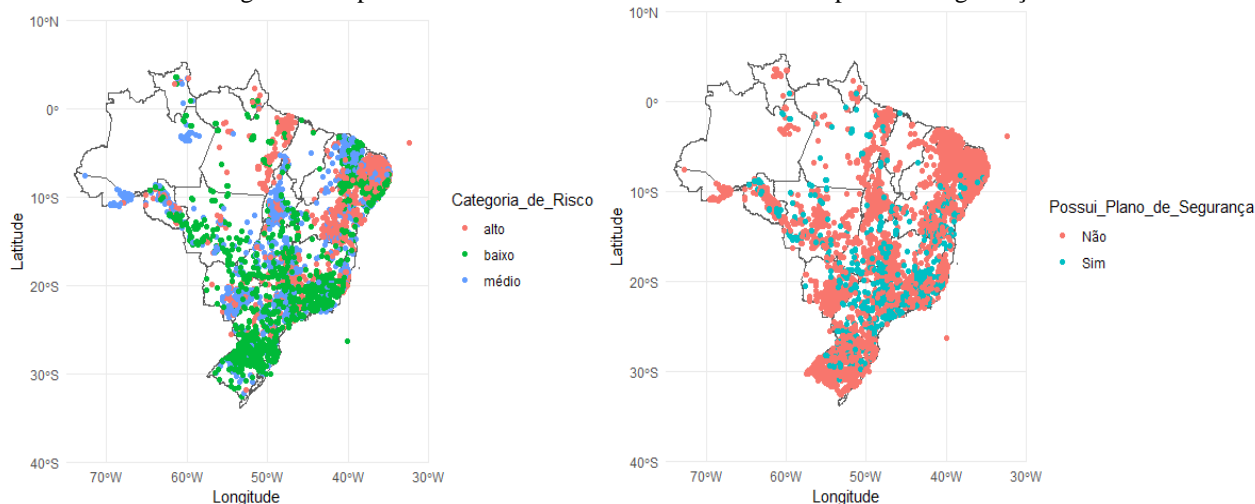 10°N
0°
10°S
20°S
30°S
40°S
Latitude
70°W 60°W 50°W 40°W 30°W
Longitude
Categoria_de_Risco
alto
baixo
médio
10°N
0°
10°S
20°S
30°S
40°S
Latitude
70°W 60°W 50°W 40°W 30°W
Longitude
Possui_Plano_de_Segurança
Não
Sim